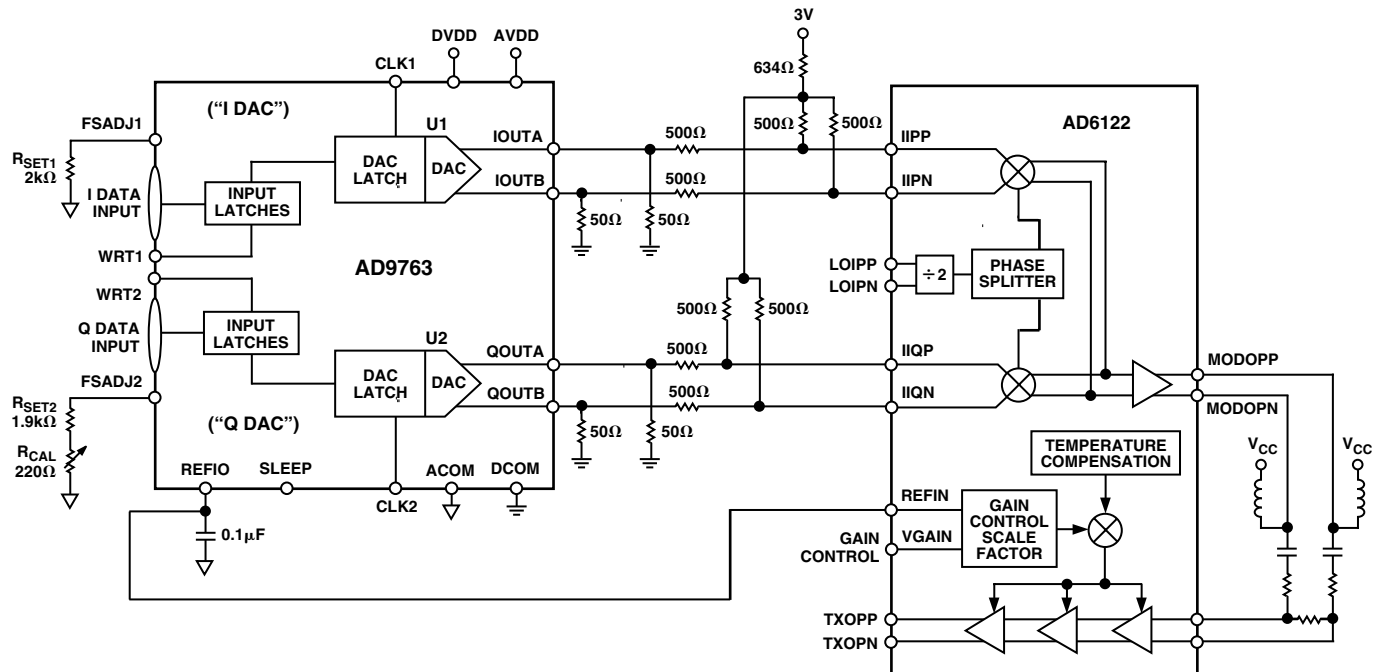 3V
634Ω
DVDD AVDD
CLK1
("I DAC")
FSADJ1
RSET1
2kΩ
I DATA
INPUT
INPUT
LATCHES
WRT1
DAC
LATCH
U1
DAC
IOUTA
IOUTB
500Ω
500Ω
500Ω
500Ω
50Ω
50Ω
AD9763
WRT2
Q DATA
INPUT
INPUT
LATCHES
FSADJ2
RSET2
1.9kΩ
RCAL
220Ω
("Q DAC")
DAC
LATCH
U2
DAC
QOUTA
QOUTB
500Ω
500Ω
500Ω
500Ω
50Ω
50Ω
REFIO
SLEEP
CLK2
ACOM
DCOM
0.1μF
AD6122
IIPP
IIPN
LOIPP
LOIPN
÷2
PHASE
SPLITTER
IIQP
IIQN
MODOPP
MODOPN
VCC
VCC
TEMPERATURE
COMPENSATION
REFIN
VGAIN
GAIN
CONTROL
GAIN
CONTROL
SCALE
FACTOR
TXOPP
TXOPN